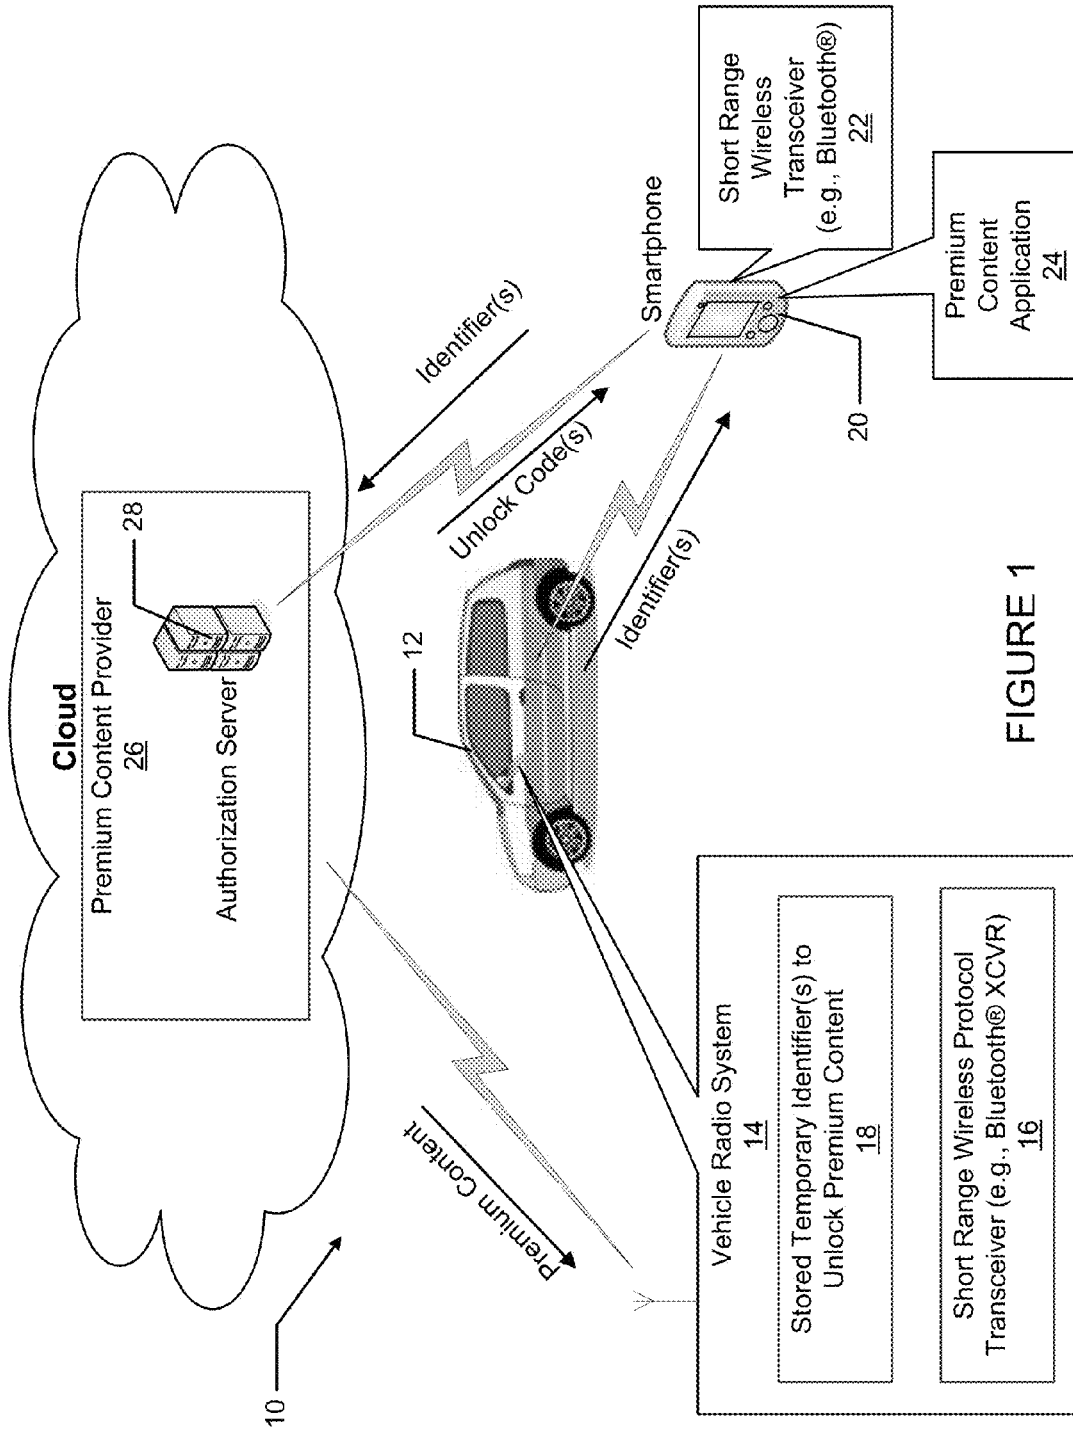 10
Cloud
Premium Content Provider
26
Authorization Server
28
Premium Content
12
Identifier(s)
Unlock Code(s)
Identifier(s)
Smartphone
20
Short Range
Wireless
Transceiver
(e.g., Bluetooth®)
22
Premium
Content
Application
24
Vehicle Radio System
14
Stored Temporary Identifier(s) to
Unlock Premium Content
18
Short Range Wireless Protocol
Transceiver (e.g., Bluetooth® XCVR)
16
FIGURE 1